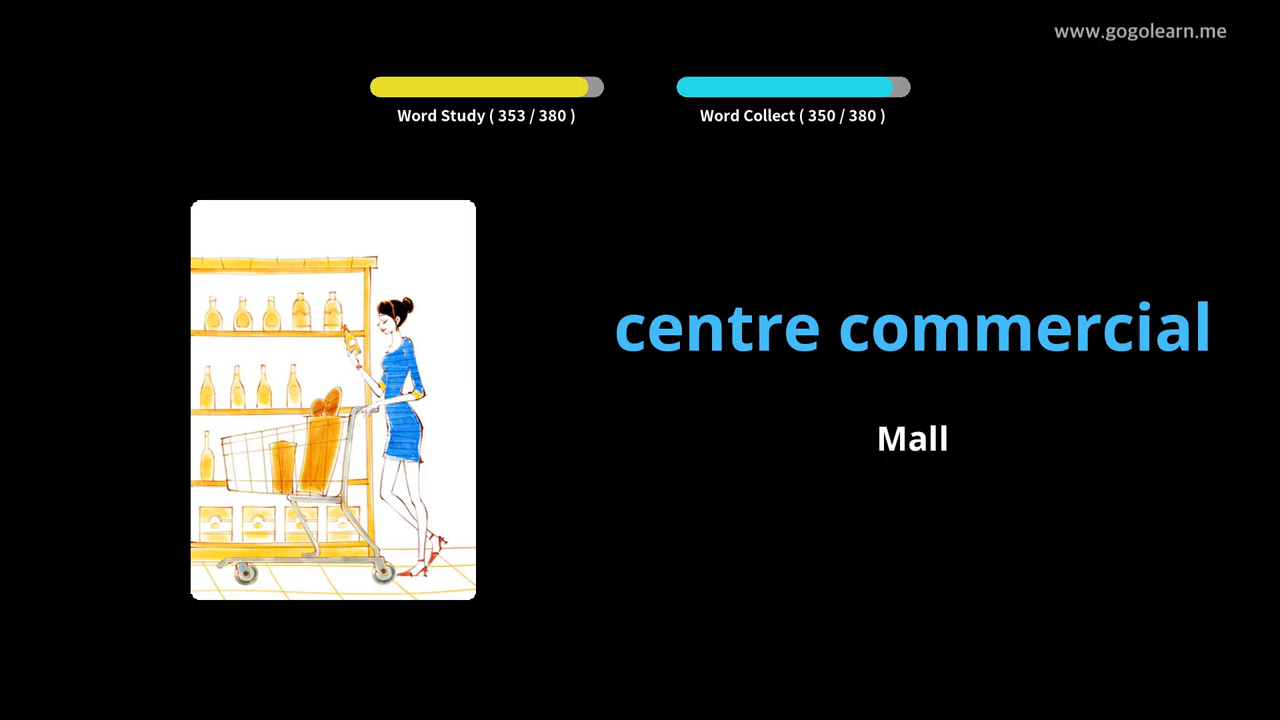 www.gogolearn.me
Word Study ( 353 / 380 )
Word Collect ( 350 / 380 )
centre commercial
Mall